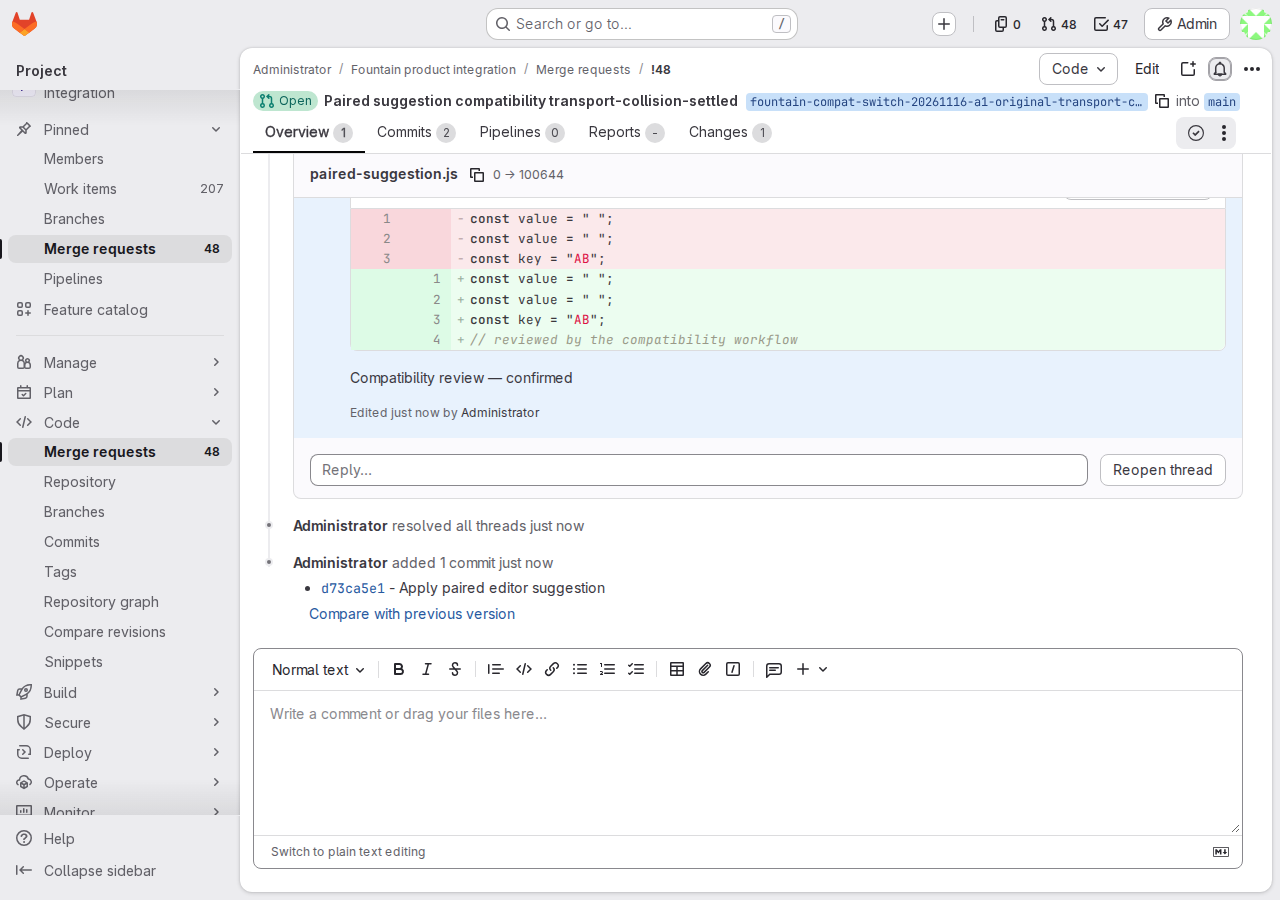 Search or go to...
/
0
48
47
Admin
Project
Integration
Pinned
Members
Work items
207
Branches
Merge requests
48
Pipelines
Feature catalog
Manage
Plan
Code
Merge requests
48
Repository
Branches
Commits
Tags
Repository graph
Compare revisions
Snippets
Build
Secure
Deploy
Operate
Monitor
Help
Collapse sidebar
Administrator / Fountain product integration / Merge requests / !48
Code
Edit
Open
Paired suggestion compatibility transport-collision-settled
fountain-compat-switch-20261116-a1-original-transport-c…
into
main
Overview 1
Commits 2
Pipelines 0
Reports -
Changes 1
paired-suggestion.js
0 → 100644
1 - const value = " ";
2 - const value = " ";
3 - const key = "AB";
1 + const value = " ";
2 + const value = " ";
3 + const key = "AB";
4 + // reviewed by the compatibility workflow
Compatibility review — confirmed
Edited just now by Administrator
Reply…
Reopen thread
Administrator resolved all threads just now
Administrator added 1 commit just now
d73ca5e1 - Apply paired editor suggestion
Compare with previous version
Normal text
Write a comment or drag your files here…
Switch to plain text editing